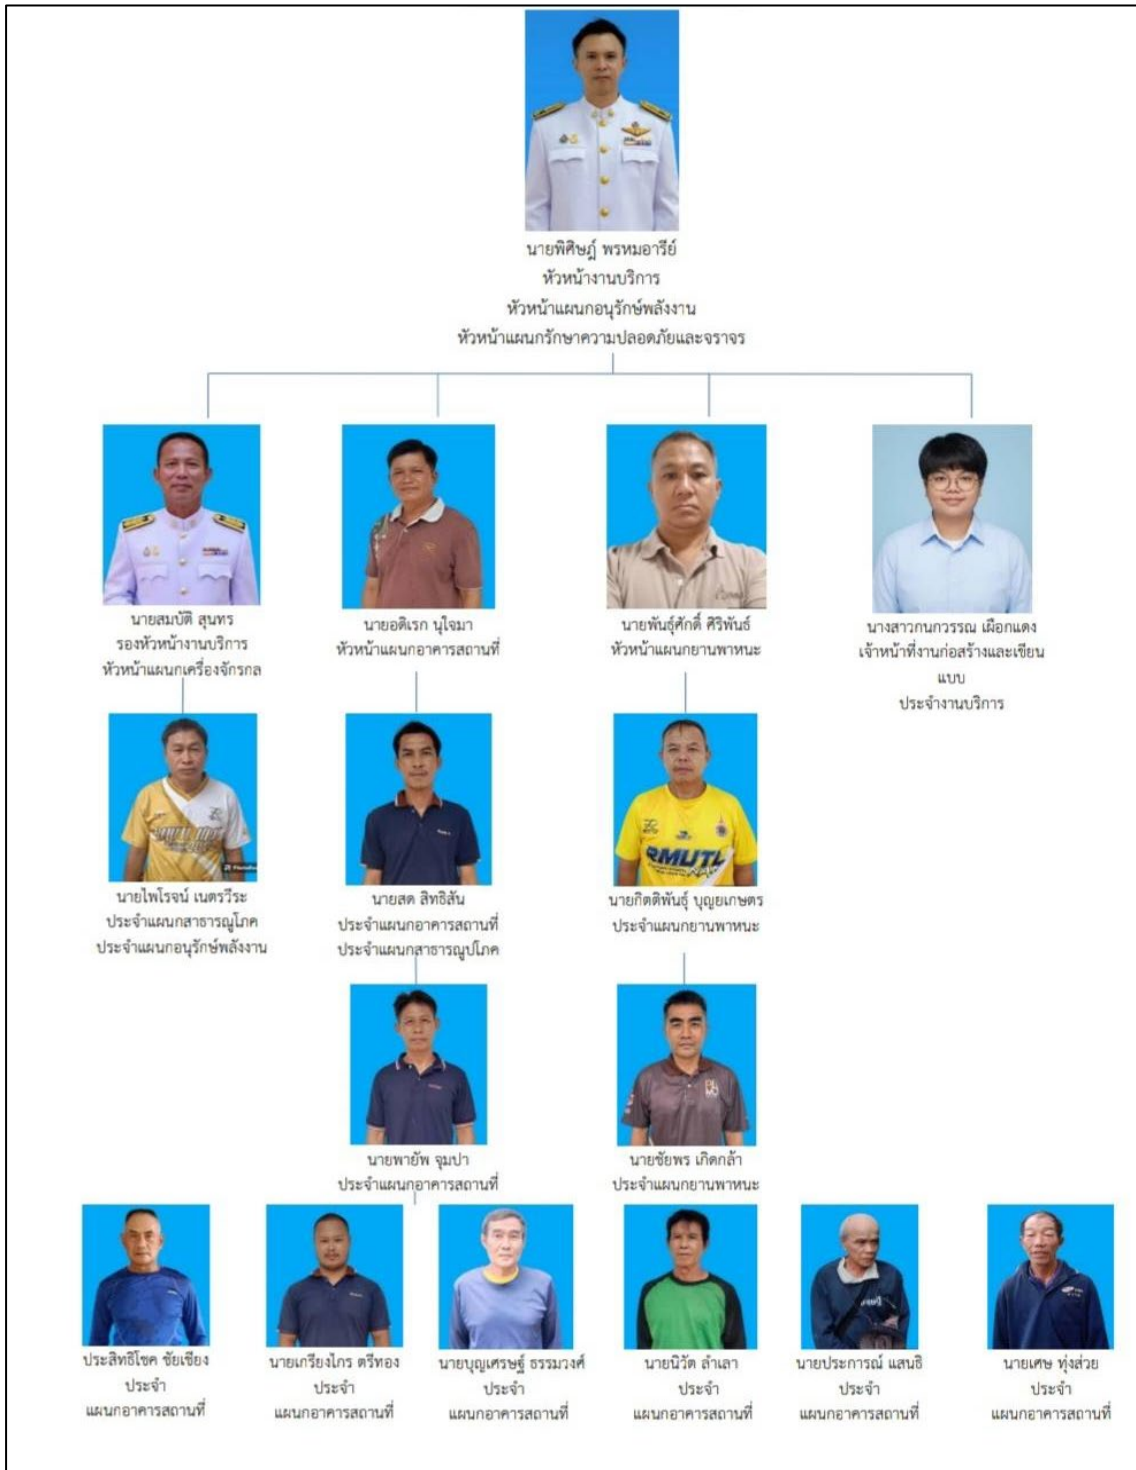 นายพิศิษฎ์ พรหมอารีย์
หัวหน้างานบริการ
หัวหน้าแผนกอนุรักษ์พลังงาน
หัวหน้าแผนกรักษาความปลอดภัยและจราจร
นายสมบัติ สุนทร
รองหัวหน้างานบริการ
หัวหน้าแผนกเครื่องจักรกล
นายอดิเรก นุใจมา
หัวหน้าแผนกอาคารสถานที่
นายพันธุ์ศักดิ์ ศิริพันธ์
หัวหน้าแผนกยานพาหนะ
นางสาวกนกวรรณ เผือกแดง
เจ้าหน้าที่งานก่อสร้างและเขียน
แบบ
ประจำงานบริการ
RMUTL
นายไพโรจน์ เนตรวีระ
ประจำแผนกสาธารณูโภค
ประจำแผนกอนุรักษ์พลังงาน
นายสด สิทธิสัน
ประจำแผนกอาคารสถานที่
ประจำแผนกสาธารณูปโภค
นายกิตติพันธุ์ บุญยเกษตร
ประจำแผนกยานพาหนะ
นายพายัพ จุมปา
ประจำแผนกอาคารสถานที่
นายชัยพร เกิดกล้า
ประจำแผนกยานพาหนะ
ประสิทธิโชค ชัยเชียง
ประจำ
แผนกอาคารสถานที่
นายเกรียงไกร ตรีทอง
ประจำ
แผนกอาคารสถานที่
นายบุญเศรษฐ์ ธรรมวงศ์
ประจำ
แผนกอาคารสถานที่
นายนิวัต ลำเลา
ประจำ
แผนกอาคารสถานที่
นายประการณ์ แสนธิ
ประจำ
แผนกอาคารสถานที่
นายเศษ ทุ่งส่วย
ประจำ
แผนกอาคารสถานที่